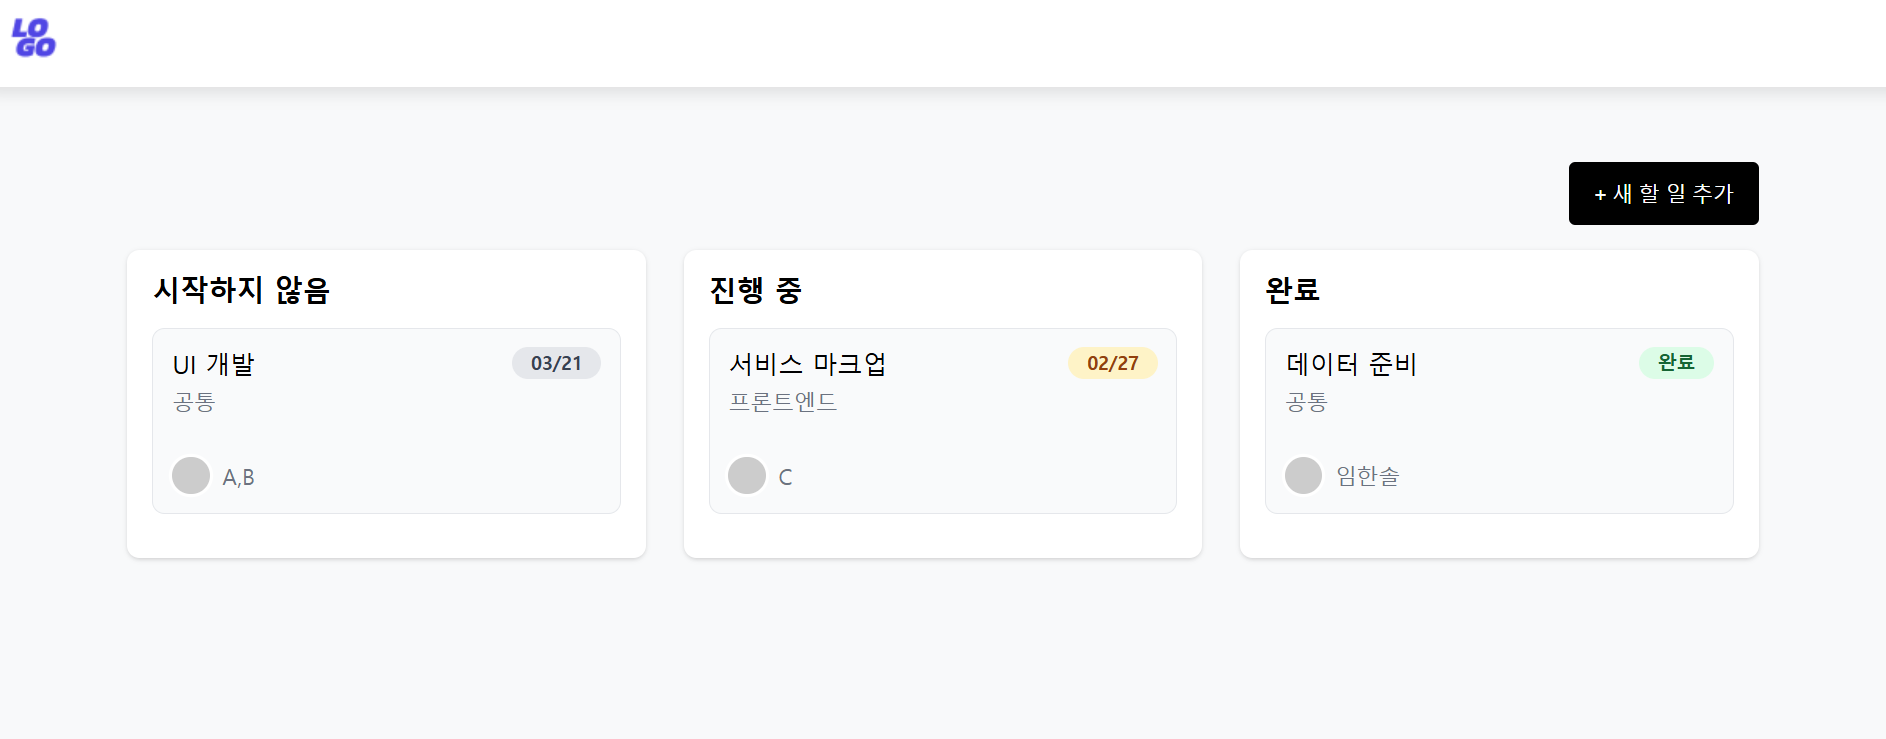 LO
GO
+ 새 할 일 추가
시작하지 않음
UI 개발
03/21
공통
A,B
진행 중
서비스 마크업
02/27
프론트엔드
C
완료
데이터 준비
완료
공통
임한솔